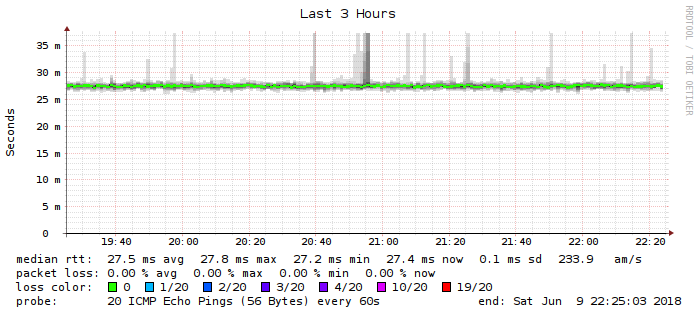 Last 3 Hours
RRDTOOL / TOBI OETIKER
Seconds
35 m
30 m
25 m
20 m
15 m
10 m
5 m
0
19:40 20:00 20:20 20:40 21:00 21:20 21:40 22:00 22:20
median rtt: 27.5 ms avg 27.8 ms max 27.2 ms min 27.4 ms now 0.1 ms sd 233.9 am/s
packet loss: 0.00 % avg 0.00 % max 0.00 % min 0.00 % now
loss color: 0 1/20 2/20 3/20 4/20 10/20 19/20
probe: 20 ICMP Echo Pings (56 Bytes) every 60s end: Sat Jun 9 22:25:03 2018